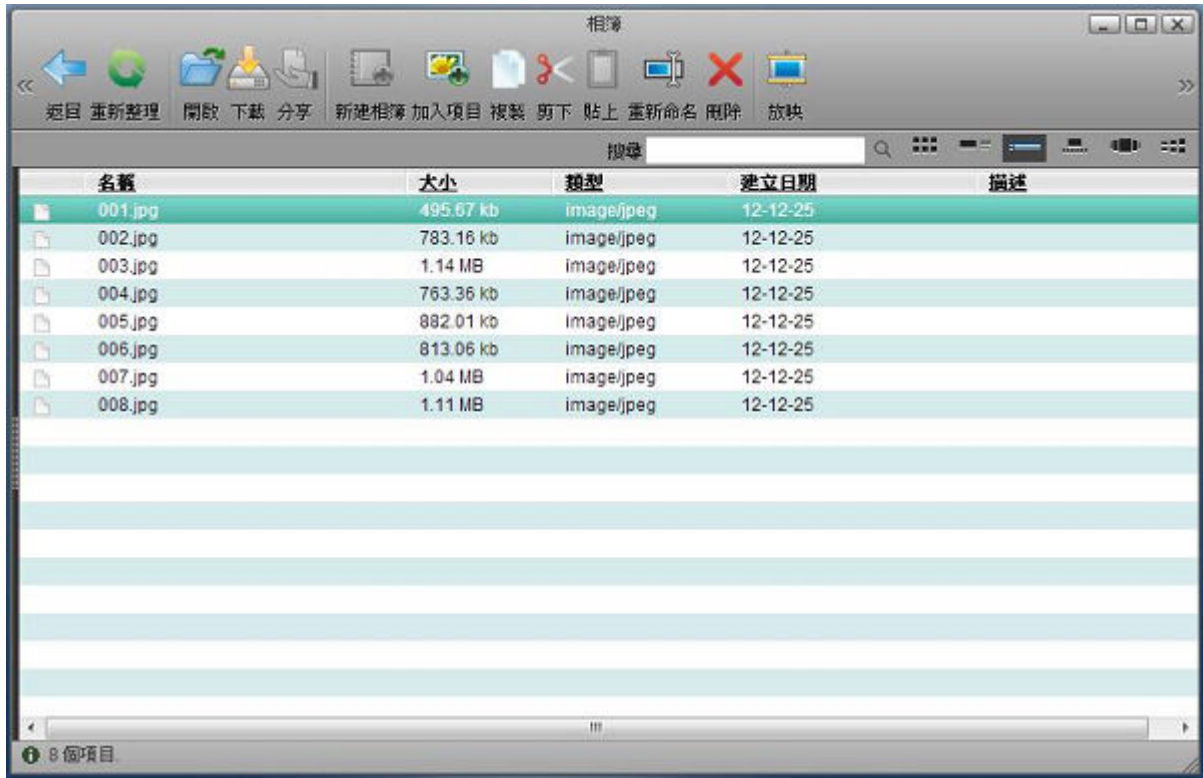 相簿
返回 重新整理 開啟 下載 分享 新建相簿 加入項目 複製 剪下 貼上 重新命名 刪除 放映
搜尋
名稱 大小 類型 建立日期 描述
001.jpg 495.67 kb image/jpeg 12-12-25
002.jpg 783.16 kb image/jpeg 12-12-25
003.jpg 1.14 MB image/jpeg 12-12-25
004.jpg 763.36 kb image/jpeg 12-12-25
005.jpg 882.01 kb image/jpeg 12-12-25
006.jpg 813.06 kb image/jpeg 12-12-25
007.jpg 1.04 MB image/jpeg 12-12-25
008.jpg 1.11 MB image/jpeg 12-12-25
8 個項目.